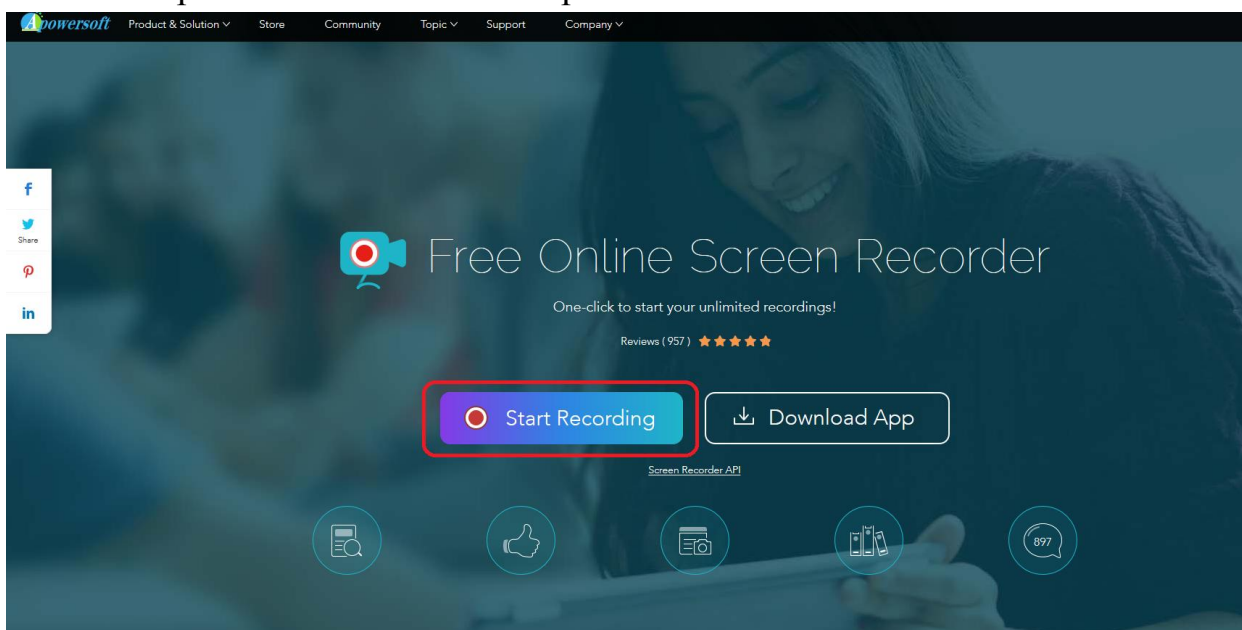 Apowersoft Product & Solution Store Community Topic Support Company
f
Share
in
Free Online Screen Recorder
One-click to start your unlimited recordings!
Reviews ( 957 )
Start Recording Download App
Screen Recorder API
897